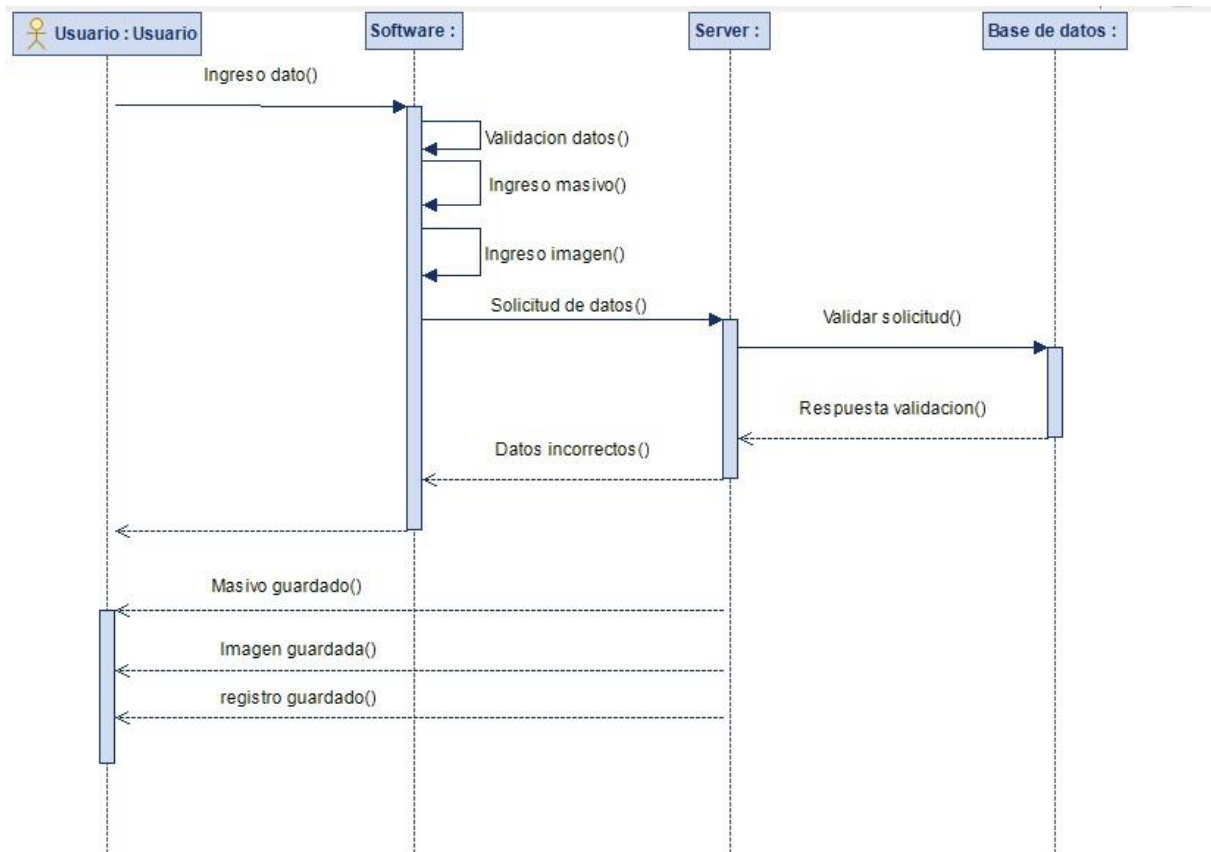 Usuario : Usuario
Software :
Server :
Base de datos :
Ingreso dato()
Validacion datos()
Ingreso masivo()
Ingreso imagen()
Solicitud de datos()
Validar solicitud()
Respuesta validacion()
Datos incorrectos()
Masivo guardado()
Imagen guardada()
registro guardado()